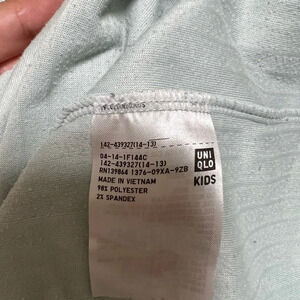 142-439327(14-13)
04-14-1F144C
142-439327(14-13)
RN139864 1376-09XA-9ZB
MADE IN VIETNAM
98% POLYESTER
2% SPANDEX
UNI
QLO
KIDS